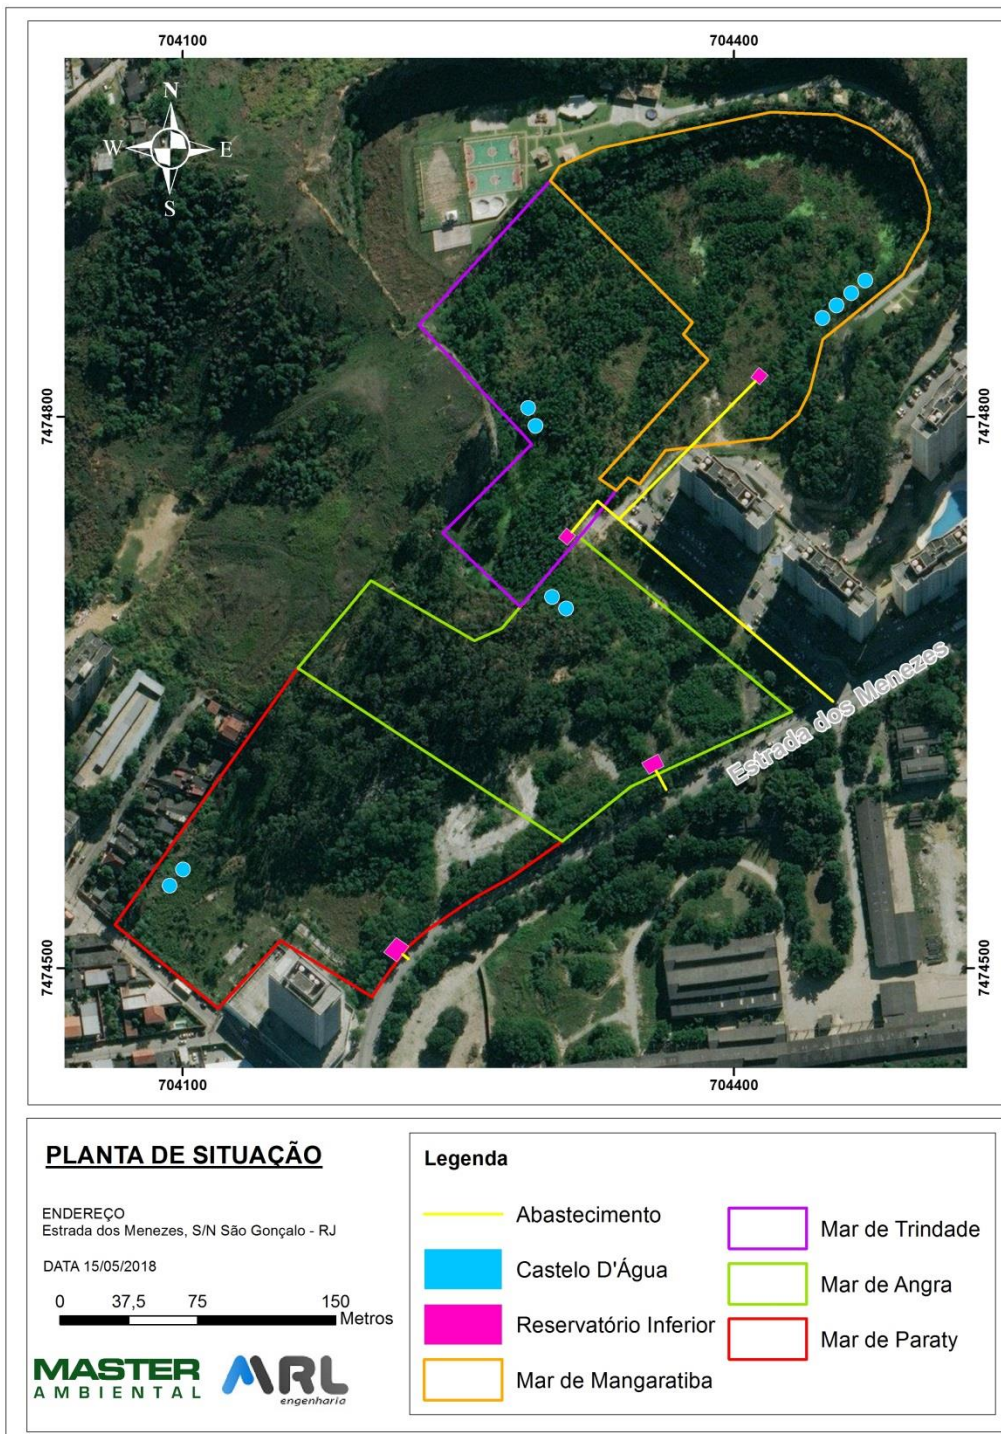 704100
704400
N
W
E
S
7474800
7474800
Estrada dos Menezes
7474500
7474500
704100
704400
PLANTA DE SITUAÇÃO
ENDEREÇO
Estrada dos Menezes, S/N São Gonçalo - RJ
DATA 15/05/2018
0 37,5 75 150
Metros
MASTER
AMBIENTAL
MRL
engenharia
Legenda
Abastecimento
Castelo D'Água
Reservatório Inferior
Mar de Mangaratiba
Mar de Trindade
Mar de Angra
Mar de Paraty